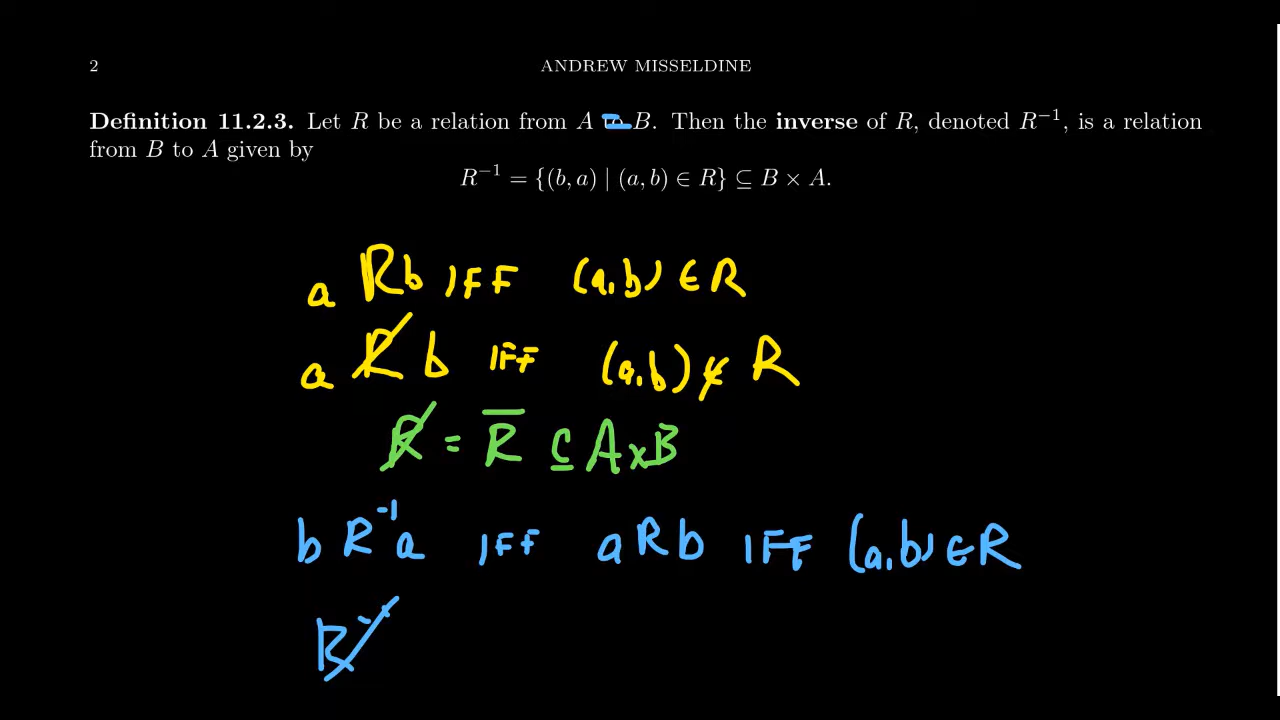 2
ANDREW MISSELDINE
Definition 11.2.3. Let R be a relation from A to B. Then the inverse of R, denoted R⁻¹, is a relation
from B to A given by
R⁻¹ = {(b, a) | (a, b) ∈ R} ⊆ B × A.
a R b IFF (a,b) ∈ R
a R̸ b IFF (a,b) ∉ R
R̸ = R̅ ⊆ A×B
b R⁻¹ a IFF a R b IFF (a,b) ∈ R
R̸⁻¹